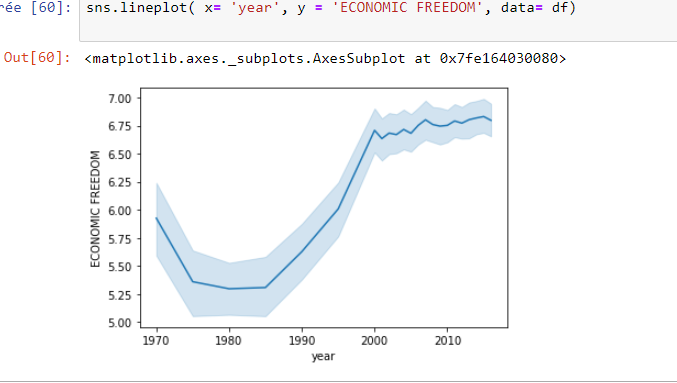 rée [60]: sns.lineplot( x= 'year', y = 'ECONOMIC FREEDOM', data= df)
Out[60]: <matplotlib.axes._subplots.AxesSubplot at 0x7fe164030080>
7.00
6.75
6.50
6.25
6.00
5.75
5.50
5.25
5.00
ECONOMIC FREEDOM
1970 1980 1990 2000 2010
year